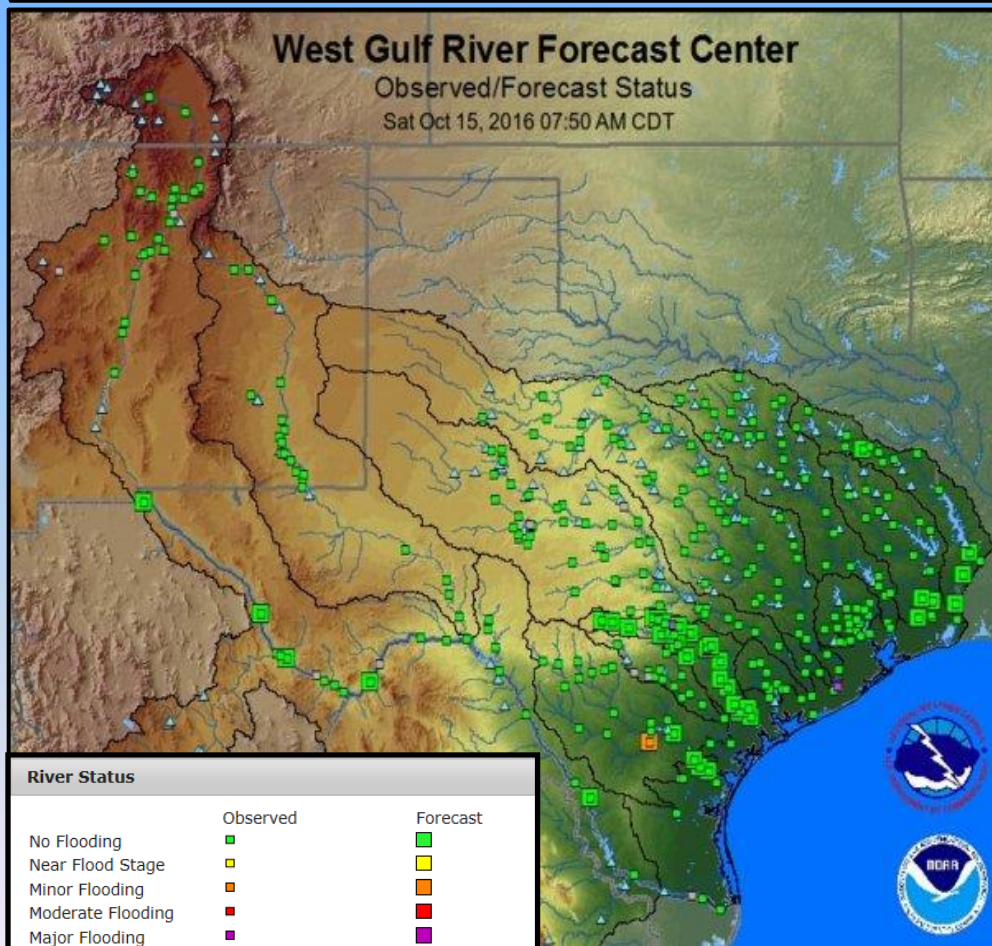 West Gulf River Forecast Center
Observed/Forecast Status
Sat Oct 15, 2016 07:50 AM CDT
River Status
Observed Forecast
No Flooding
Near Flood Stage
Minor Flooding
Moderate Flooding
Major Flooding
NOAA